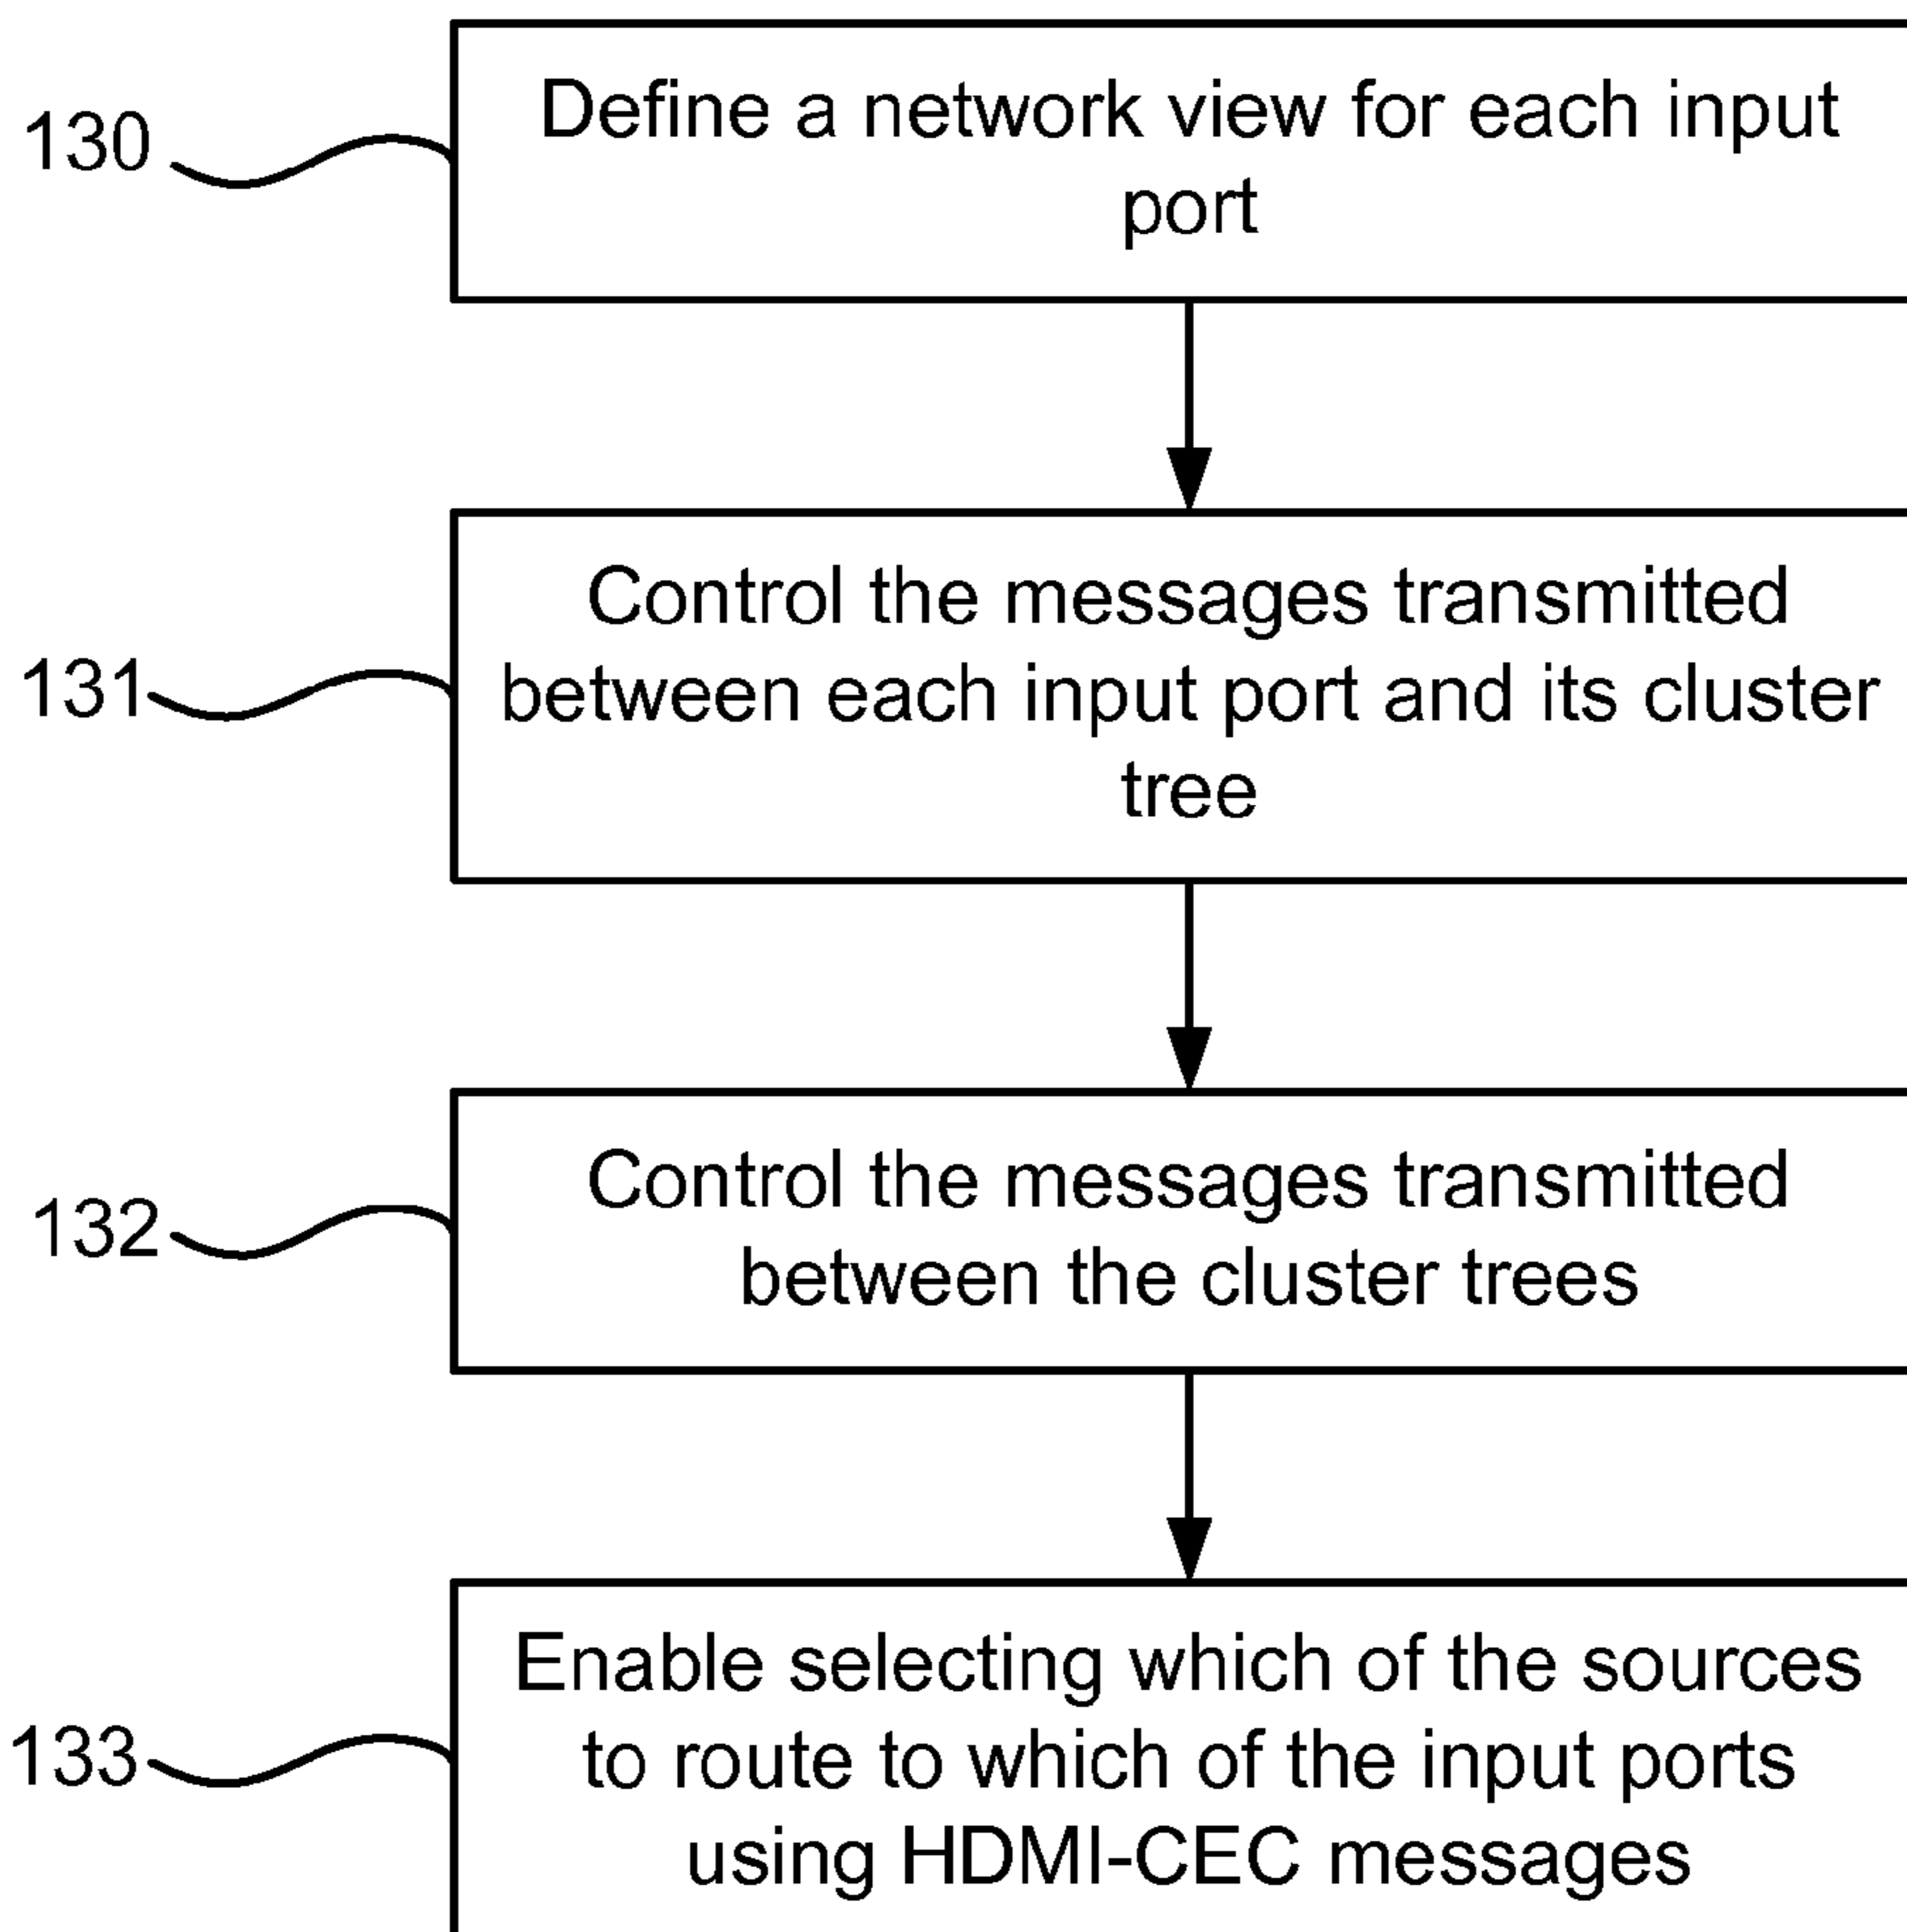 130
Define a network view for each input
port
Control the messages transmitted
131
between each input port and its cluster
tree
Control the messages transmitted
132
between the cluster trees
Enable selecting which of the sources
133
to route to which of the input ports
using HDMI-CEC messages